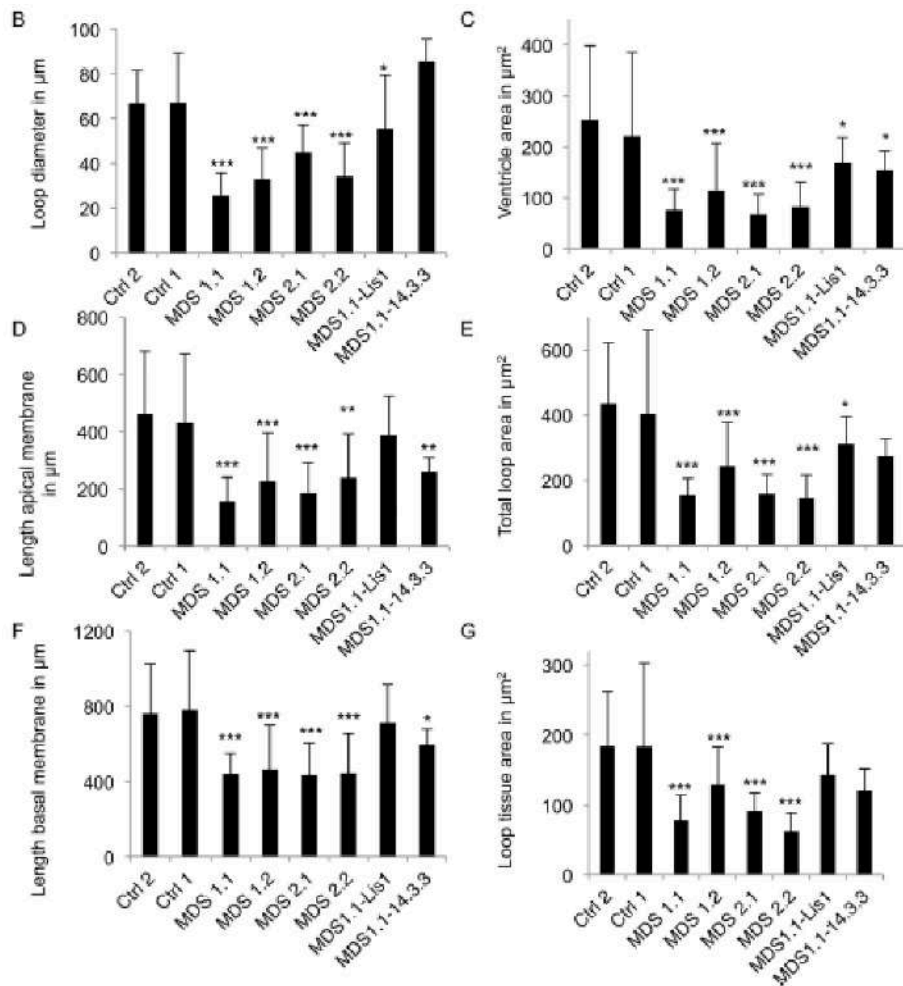 B
Loop diameter in µm
100
80
60
40
20
0
***
***
***
***
*
Ctrl 2
Ctrl 1
MDS 1.1
MDS 1.2
MDS 2.1
MDS 2.2
MDS1.1-Lis1
MDS1.1-14.3.3
C
Ventricle area in µm²
400
300
200
100
0
***
***
***
***
*
*
Ctrl 2
Ctrl 1
MDS 1.1
MDS 1.2
MDS 2.1
MDS 2.2
MDS1.1-Lis1
MDS1.1-14.3.3
D
Length apical membrane
in µm
800
600
400
200
0
***
***
***
**
**
Ctrl 2
Ctrl 1
MDS 1.1
MDS 1.2
MDS 2.1
MDS 2.2
MDS1.1-Lis1
MDS1.1-14.3.3
E
Total loop area in µm²
600
400
200
0
***
***
***
***
*
Ctrl 2
Ctrl 1
MDS 1.1
MDS 1.2
MDS 2.1
MDS 2.2
MDS1.1-Lis1
MDS1.1-14.3.3
F
Length basal membrane in µm
1200
800
400
0
***
***
***
***
*
Ctrl 2
Ctrl 1
MDS 1.1
MDS 1.2
MDS 2.1
MDS 2.2
MDS1.1-Lis1
MDS1.1-14.3.3
G
Loop tissue area in µm²
300
200
100
0
***
***
***
***
Ctrl 2
Ctrl 1
MDS 1.1
MDS 1.2
MDS 2.1
MDS 2.2
MDS1.1-Lis1
MDS1.1-14.3.3